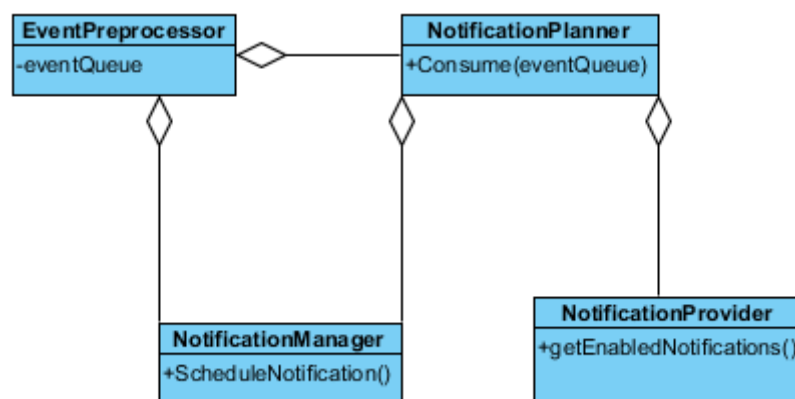 EventPreprocessor
-eventQueue
NotificationPlanner
+Consume(eventQueue)
NotificationManager
+ScheduleNotification()
NotificationProvider
+getEnabledNotifications()